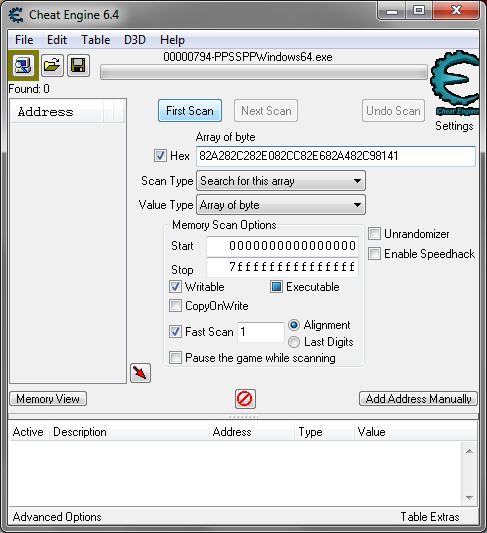 Cheat Engine 6.4
File Edit Table D3D Help
00000794-PPSSPPWindows64.exe
Found: 0
Address
First Scan Next Scan Undo Scan
Cheat Engine
Settings
Array of byte
Hex 82A282C282E082CC82E682A482C98141
Scan Type Search for this array
Value Type Array of byte
Memory Scan Options
Start 0000000000000000
Stop 7fffffffffffffff
Writable Executable
CopyOnWrite
Fast Scan 1 Alignment
Last Digits
Pause the game while scanning
Unrandomizer
Enable Speedhack
Memory View Add Address Manually
Active Description Address Type Value
Advanced Options Table Extras